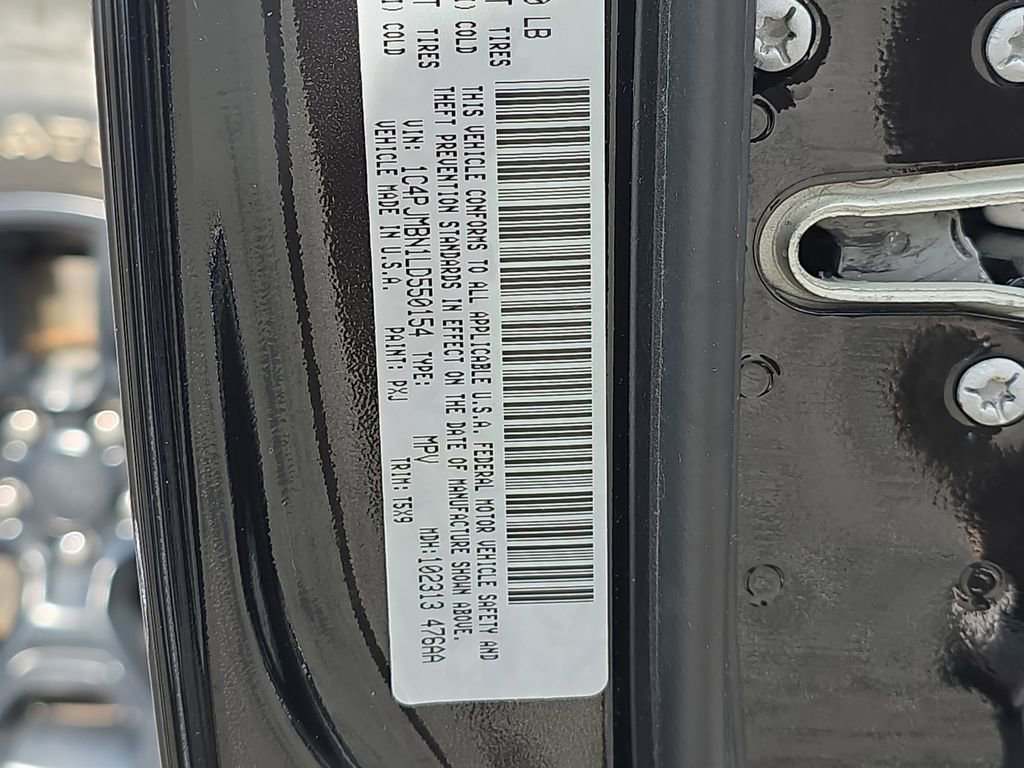 0 LB
T TIRES
I) COLD
T TIRES
I) COLD
THIS VEHICLE CONFORMS TO ALL APPLICABLE U.S.A. FEDERAL MOTOR VEHICLE SAFETY AND
THEFT PREVENTION STANDARDS IN EFFECT ON THE DATE OF MANUFACTURE SHOWN ABOVE.
VIN: 1C4PJMBN1LD550154 TYPE: MPV MDH:102313 476AA
VEHICLE MADE IN U.S.A. PAINT: PXJ TRIM: T5X9